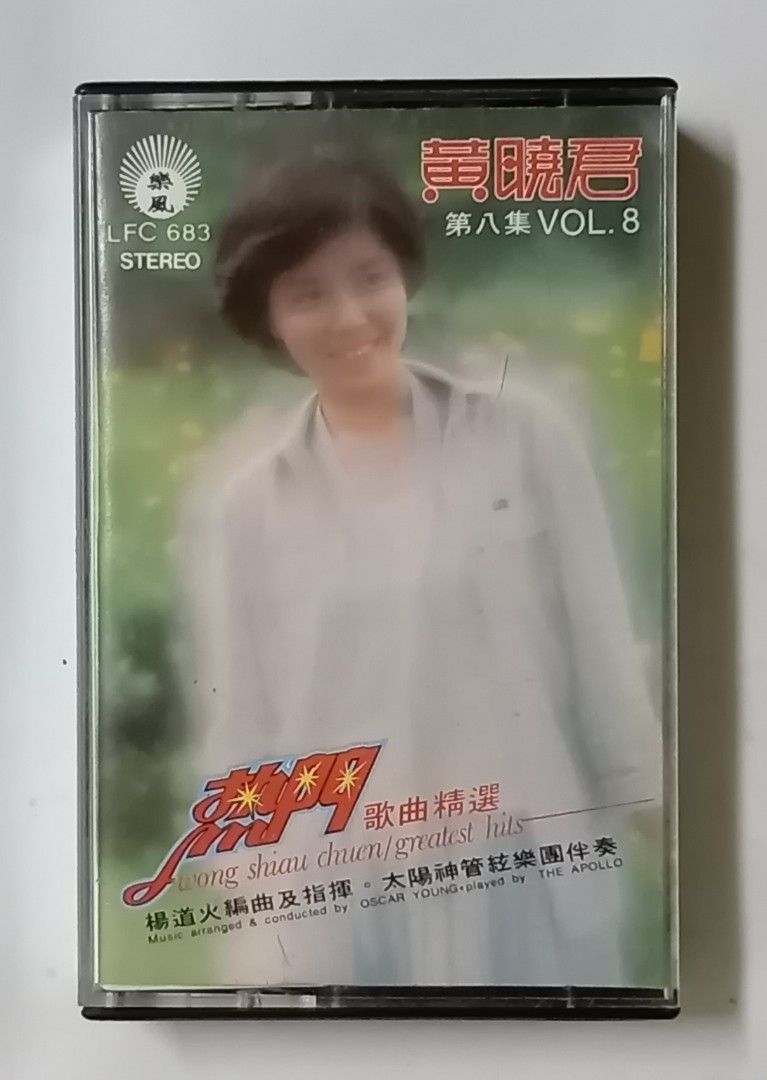 樂風
LFC 683
STEREO
黃曉君
第八集 VOL. 8
熱門歌曲精選
wong shiau chuen/greatest hits
楊道火編曲及指揮。太陽神管絃樂團伴奏
Music arranged & conducted by OSCAR YOUNG•played by THE APOLLO